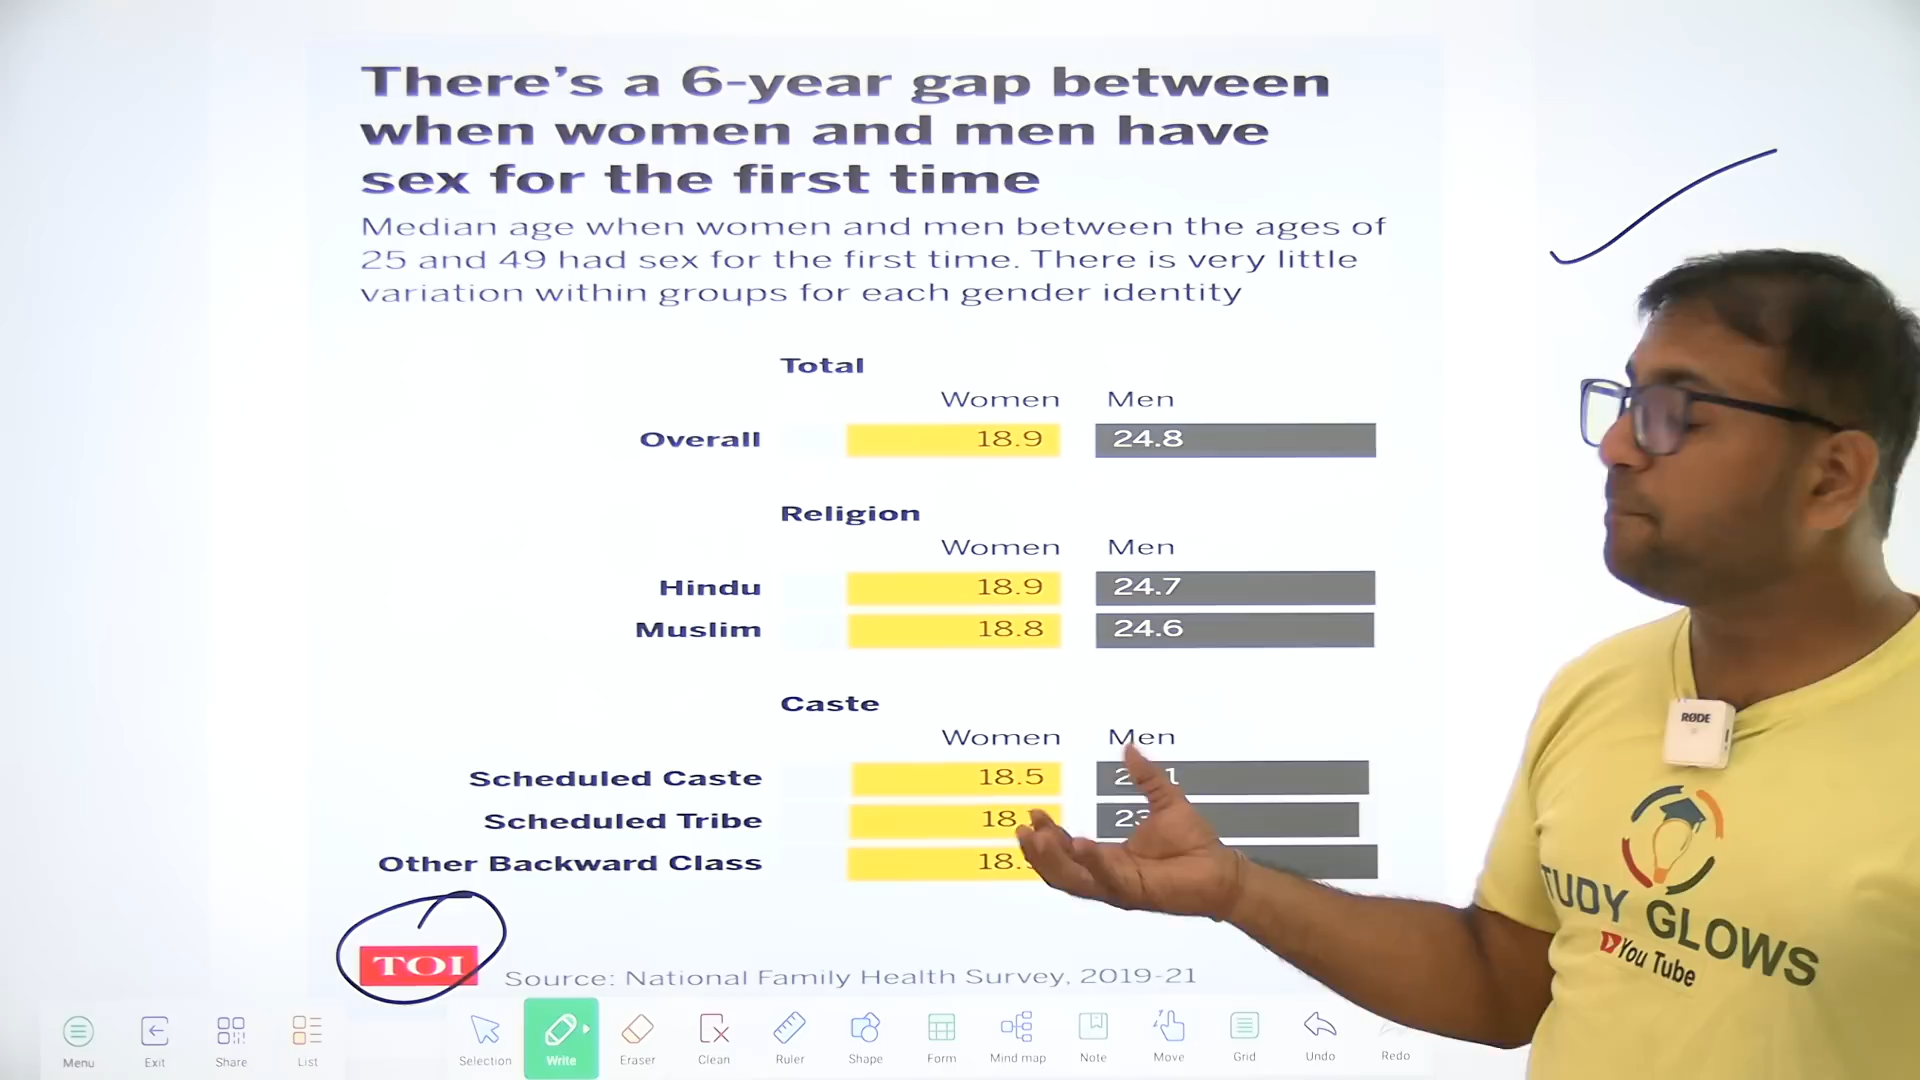 There's a 6-year gap between
when women and men have
sex for the first time
Median age when women and men between the ages of
25 and 49 had sex for the first time. There is very little
variation within groups for each gender identity
Total
Women Men
Overall 18.9 24.8
Religion
Women Men
Hindu 18.9 24.7
Muslim 18.8 24.6
Caste
Women Men
Scheduled Caste 18.5
Scheduled Tribe
Other Backward Class
TOI Source: National Family Health Survey, 2019-21
RØDE
TUDY GLOWS
You Tube
Menu Exit Share List Selection Write Eraser Clean Ruler Shape Form Mind map Note Move Grid Undo Redo